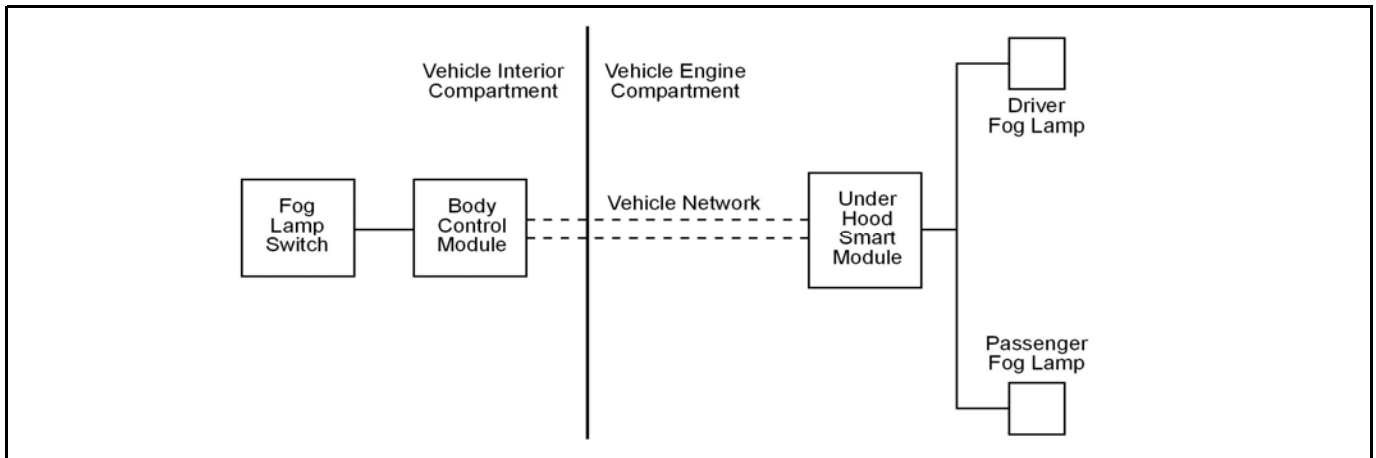 Vehicle Interior
Compartment
Vehicle Engine
Compartment
Driver
Fog Lamp
Fog
Lamp
Switch
Body
Control
Module
Vehicle Network
Under
Hood
Smart
Module
Passenger
Fog Lamp